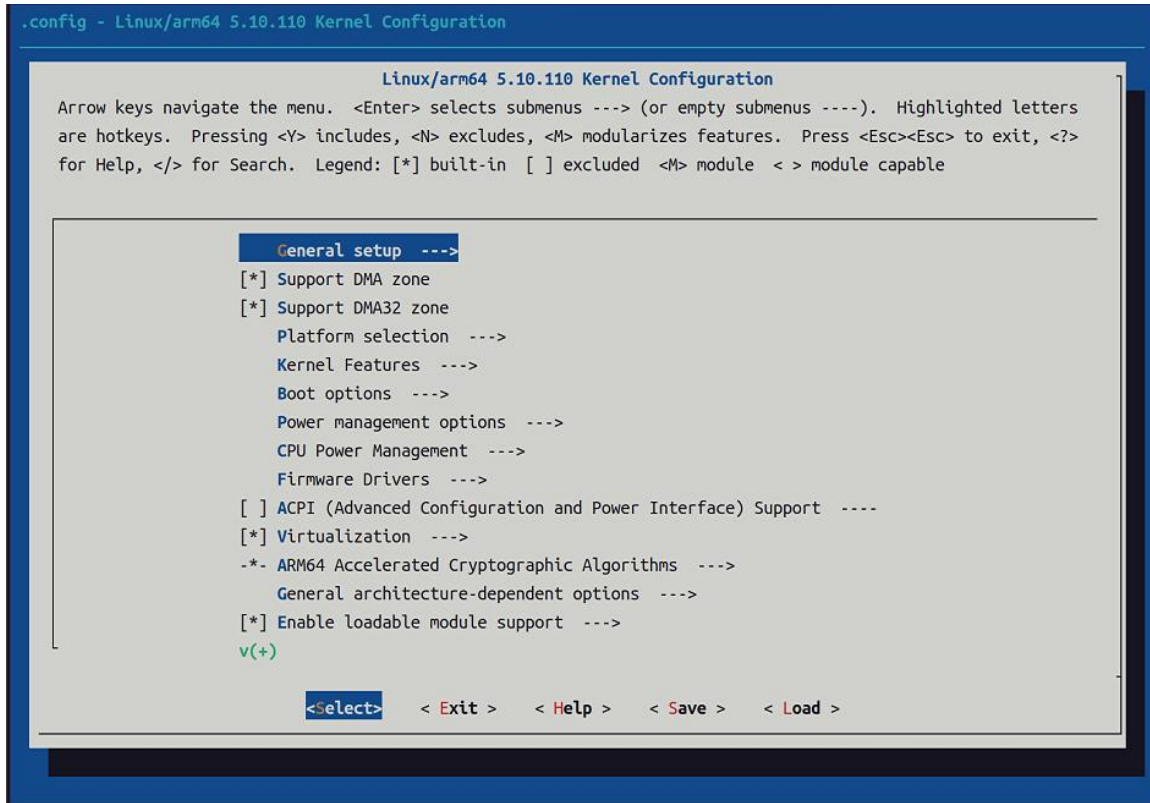 .config - Linux/arm64 5.10.110 Kernel Configuration
Linux/arm64 5.10.110 Kernel Configuration
Arrow keys navigate the menu.  <Enter> selects submenus ---> (or empty submenus ----).  Highlighted letters
are hotkeys.  Pressing <Y> includes, <N> excludes, <M> modularizes features.  Press <Esc><Esc> to exit, <?>
for Help, </> for Search.  Legend: [*] built-in  [ ] excluded  <M> module  < > module capable
General setup  --->
[*] Support DMA zone
[*] Support DMA32 zone
Platform selection  --->
Kernel Features  --->
Boot options  --->
Power management options  --->
CPU Power Management  --->
Firmware Drivers  --->
[ ] ACPI (Advanced Configuration and Power Interface) Support  ----
[*] Virtualization  --->
-*- ARM64 Accelerated Cryptographic Algorithms  --->
General architecture-dependent options  --->
[*] Enable loadable module support  --->
v(+)
<Select>    < Exit >    < Help >    < Save >    < Load >